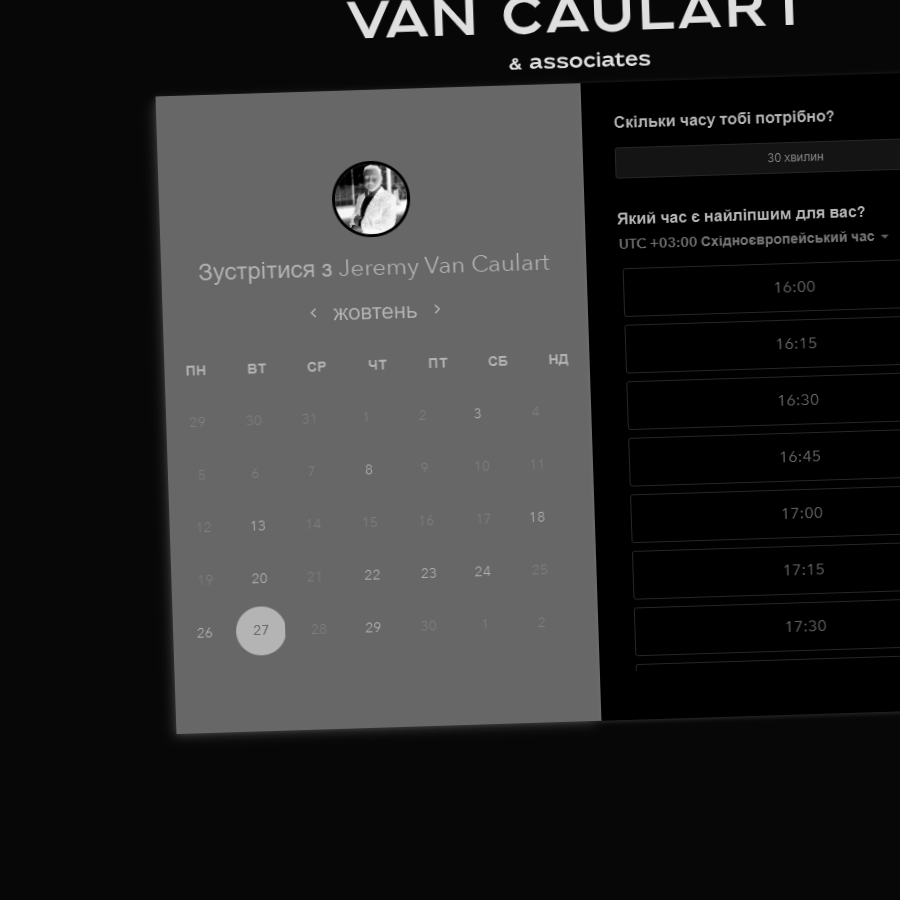 VAN CAULART
& associates
Зустрітися з Jeremy Van Caulart
жовтень
ПН ВТ СР ЧТ ПТ СБ НД
29 30 31 1 2 3 4
5 6 7 8 9 10 11
12 13 14 15 16 17 18
19 20 21 22 23 24 25
26 27 28 29 30 1 2
Скільки часу тобі потрібно?
30 хвилин
Який час є найліпшим для вас?
UTC +03:00 Східноєвропейський час
16:00
16:15
16:30
16:45
17:00
17:15
17:30